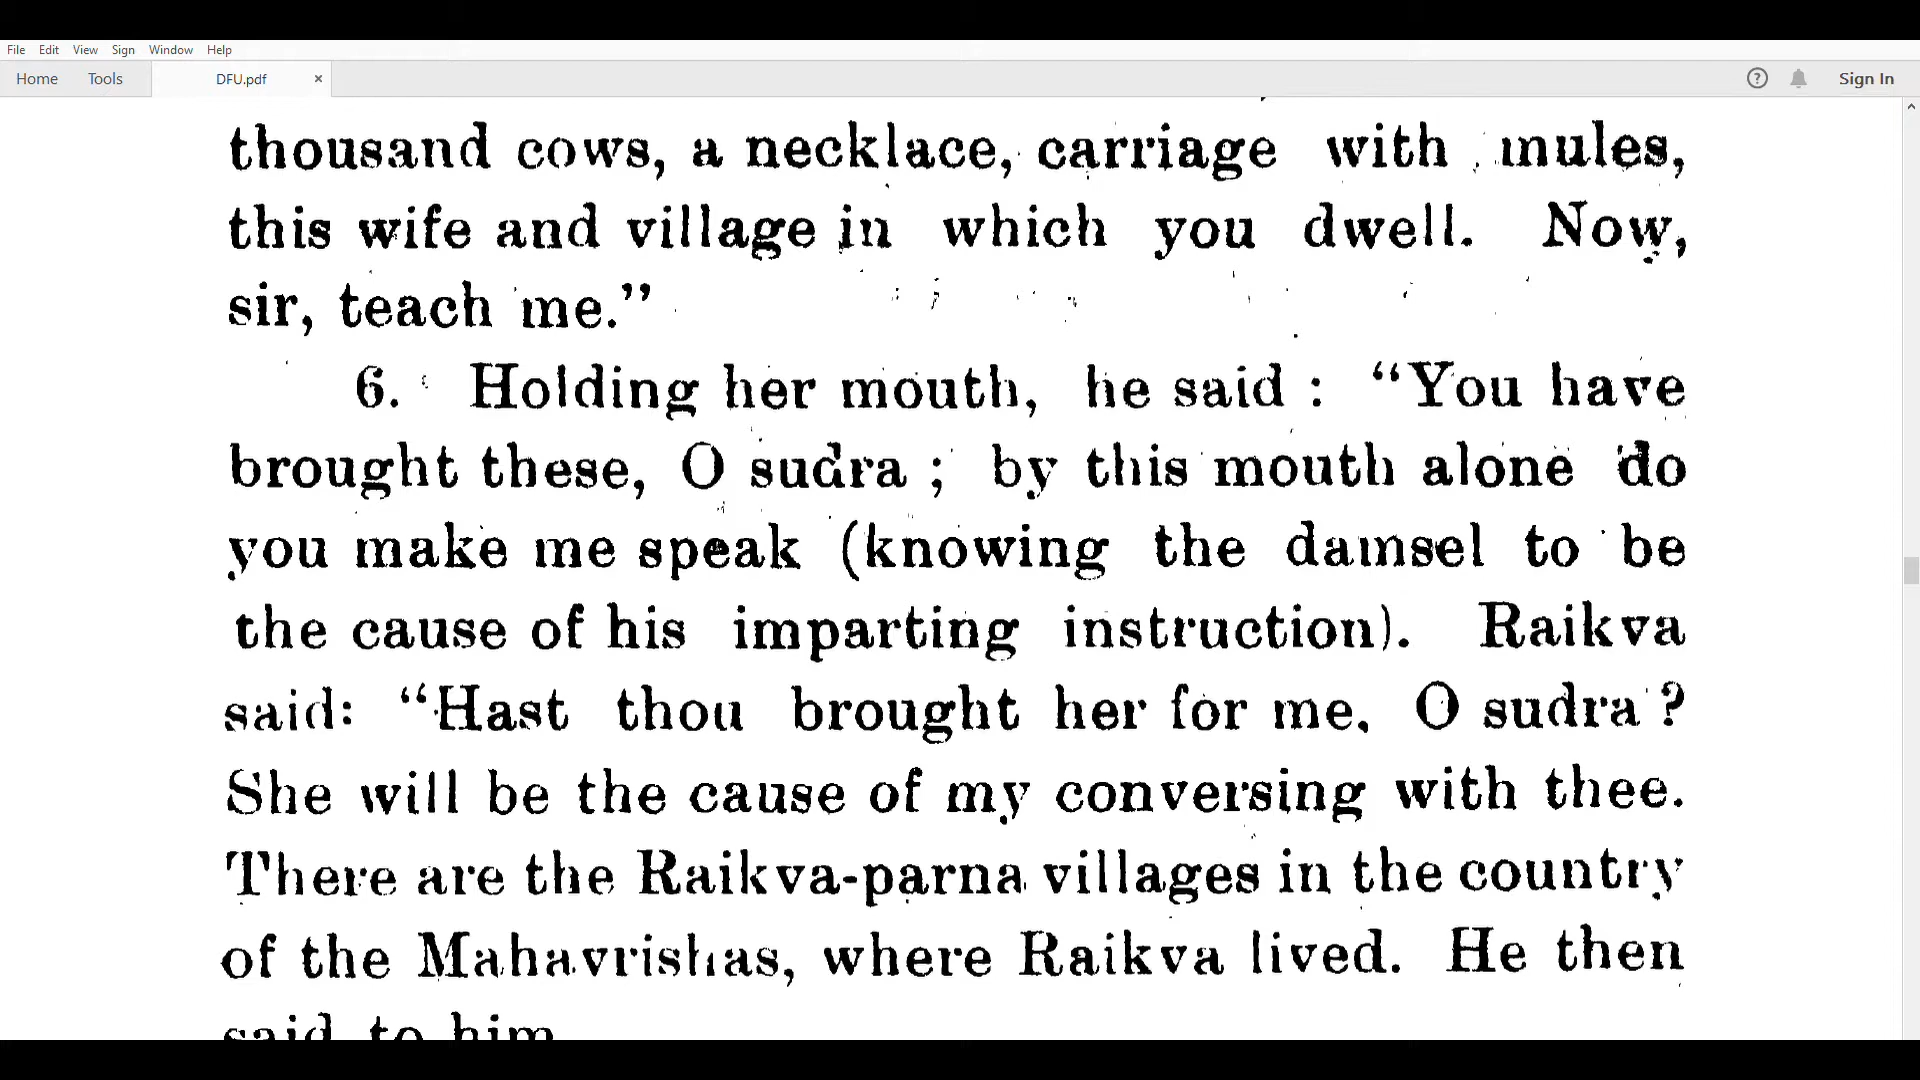 File Edit View Sign Window Help
Home Tools DFU.pdf × ? Sign In
thousand cows, a necklace, carriage with mules,
this wife and village in which you dwell. Now,
sir, teach me.”
6. Holding her mouth, he said : “You have
brought these, O sudra ; by this mouth alone do
you make me speak (knowing the damsel to be
the cause of his imparting instruction). Raikva
said: “Hast thou brought her for me, O sudra ?
She will be the cause of my conversing with thee.
There are the Raikva-parna villages in the country
of the Mahavrishas, where Raikva lived. He then
said to him